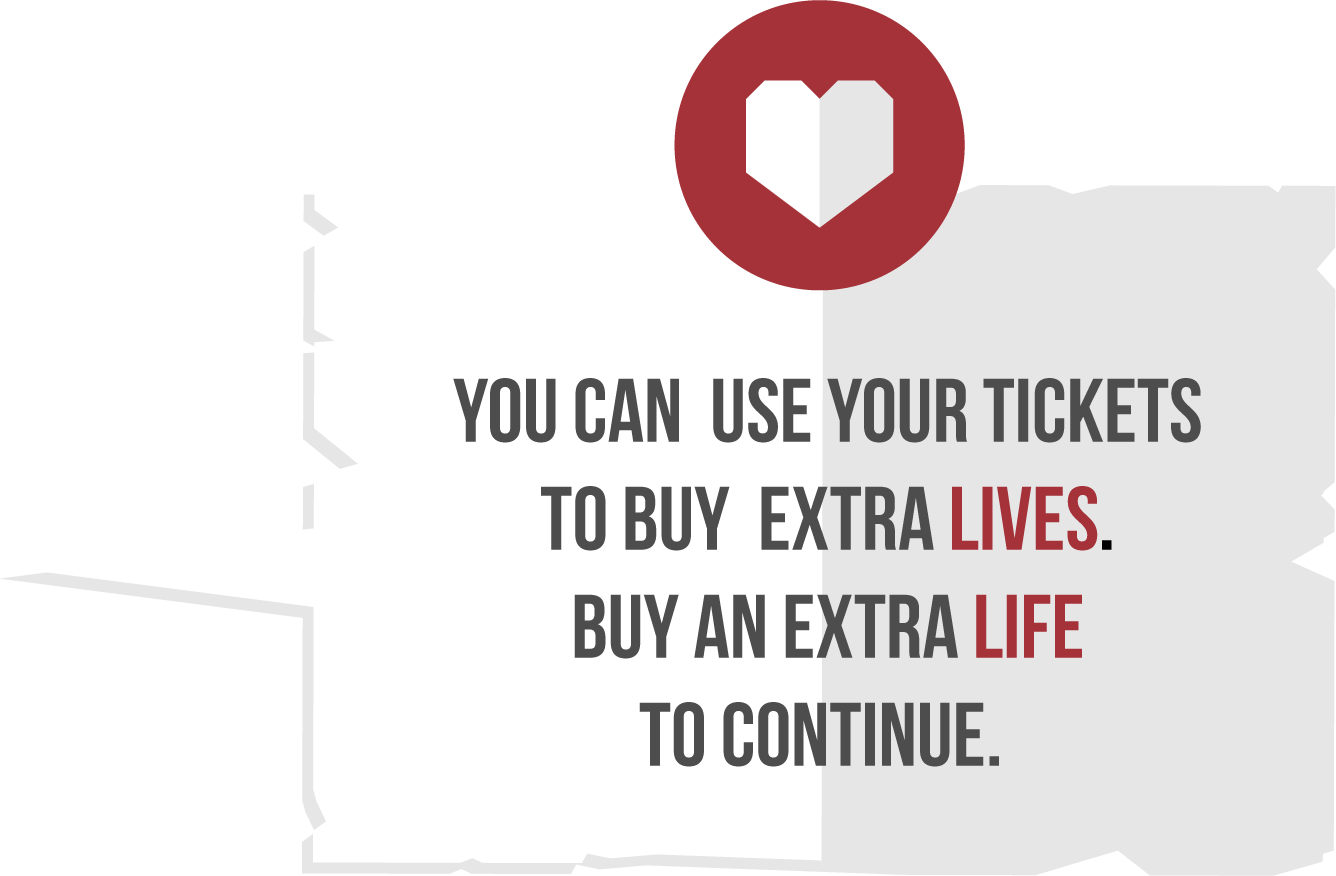 YOU CAN USE YOUR TICKETS
TO BUY EXTRA LIVES.
BUY AN EXTRA LIFE
TO CONTINUE.